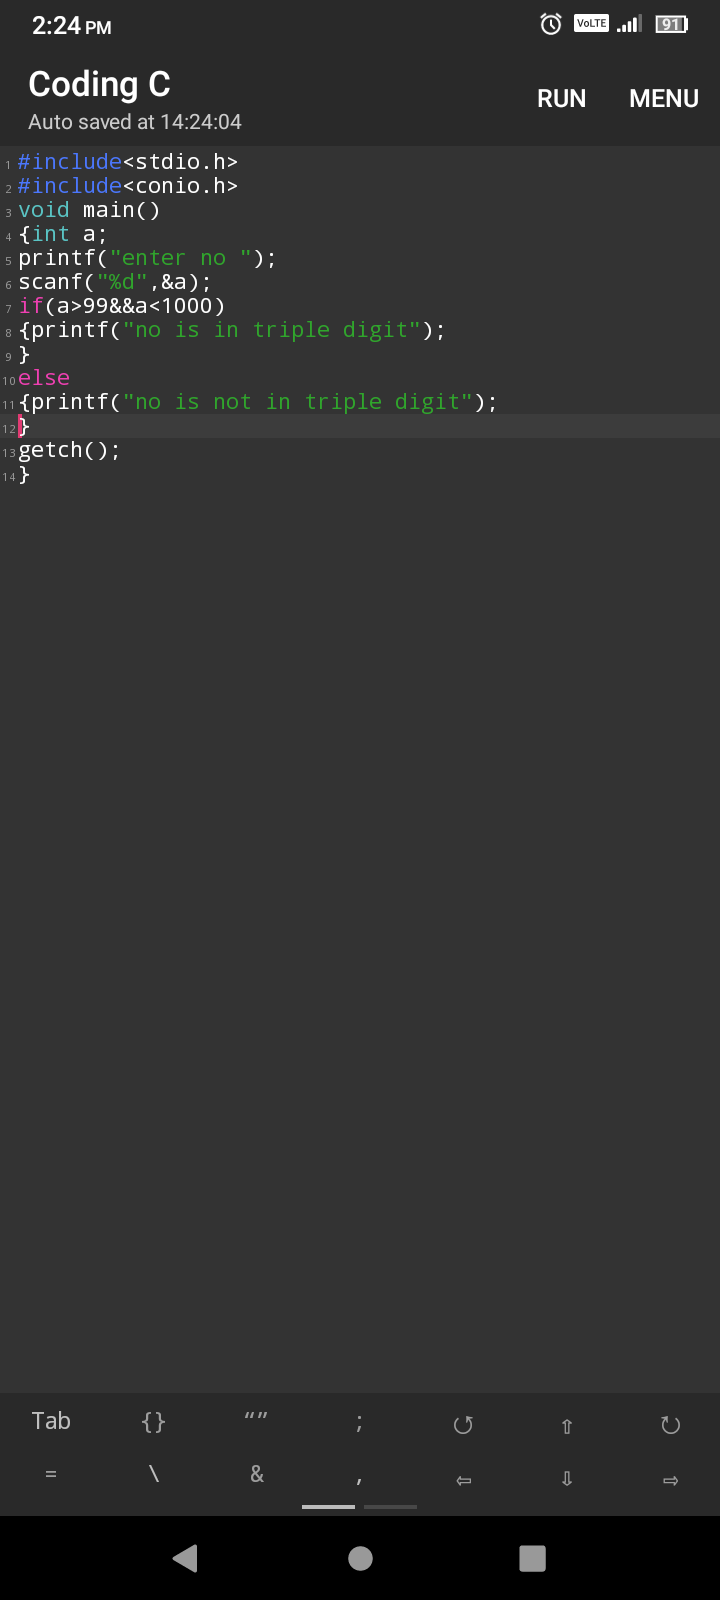 2:24 PM VoLTE 91
Coding C
RUN MENU
Auto saved at 14:24:04
1 #include<stdio.h>
2 #include<conio.h>
3 void main()
4 {int a;
5 printf("enter no ");
6 scanf("%d",&a);
7 if(a>99&&a<1000)
8 {printf("no is in triple digit");
9 }
10 else
11 {printf("no is not in triple digit");
12 }
13 getch();
14 }
Tab {} “” ; ⭯ ⇧ ⭮
= \ & , ⇦ ⇩ ⇨